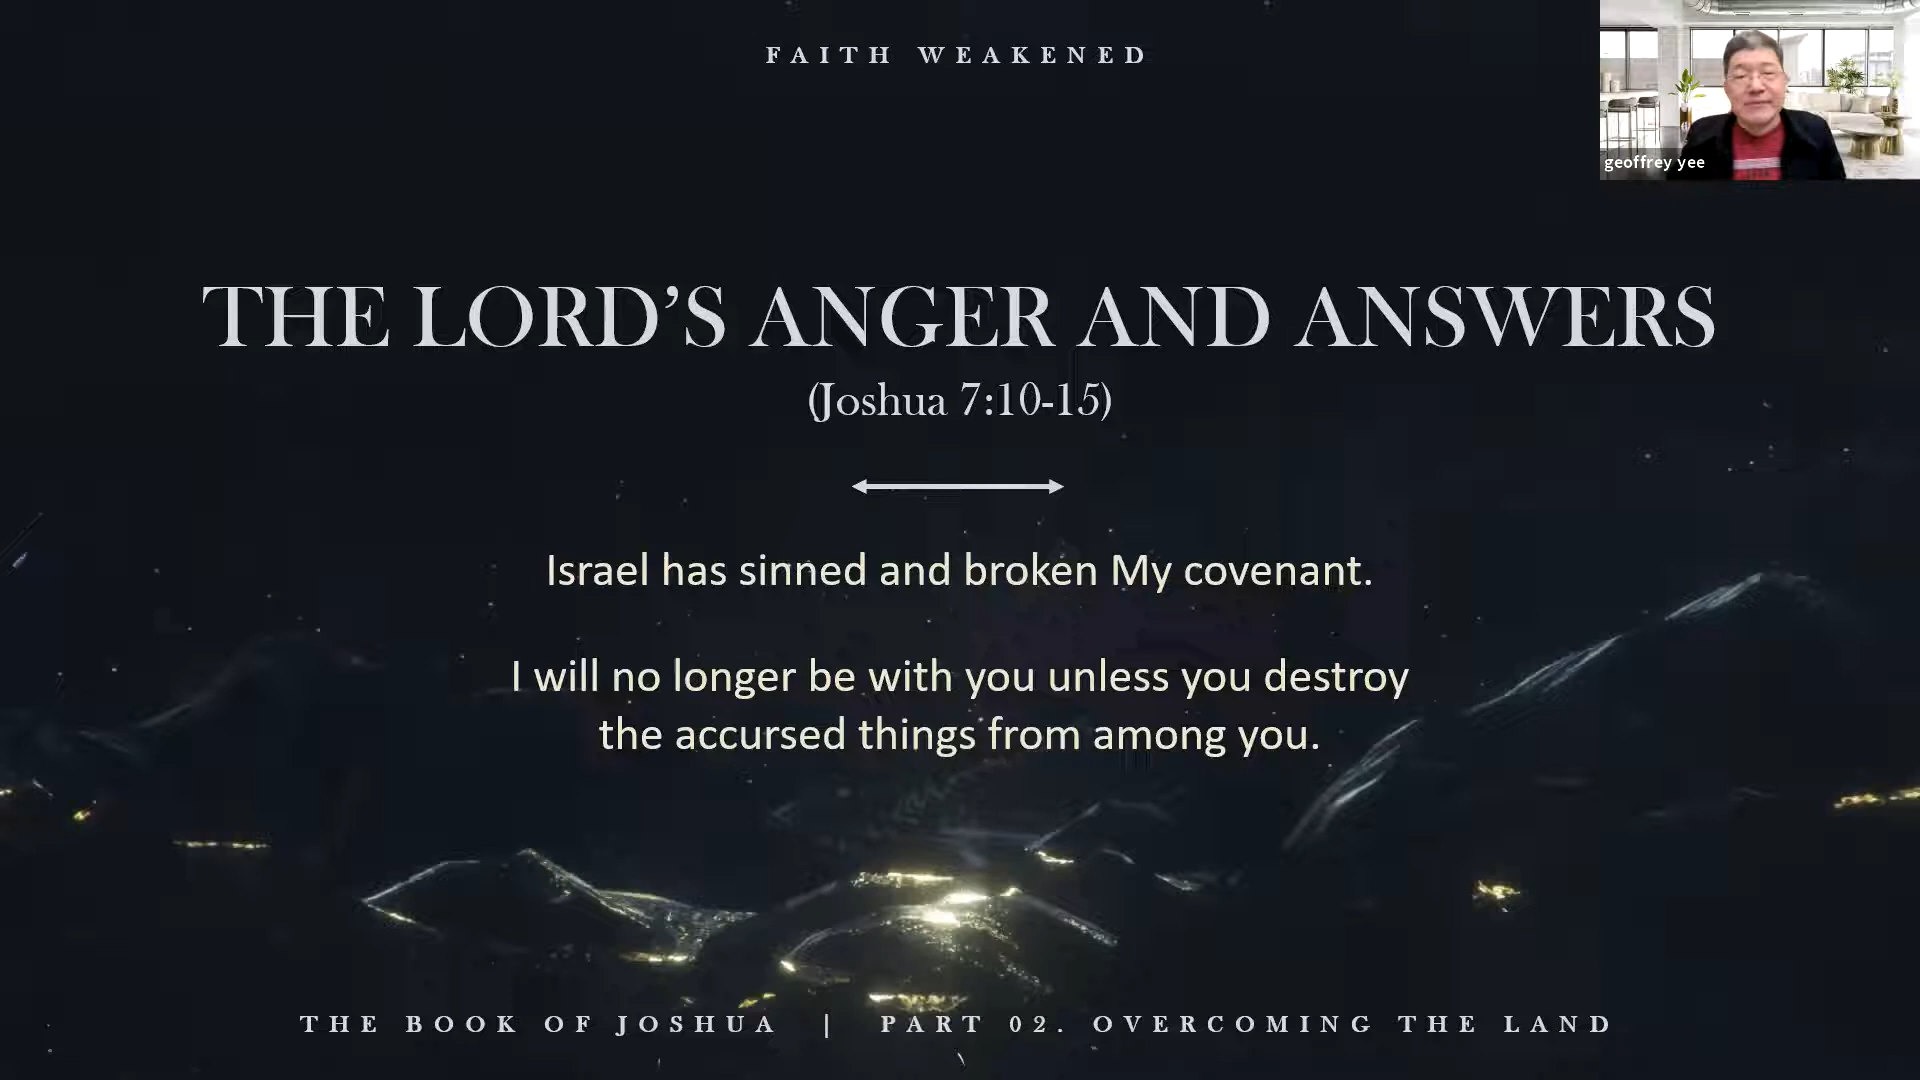 FAITH WEAKENED
geoffrey yee
THE LORD’S ANGER AND ANSWERS
(Joshua 7:10-15)
Israel has sinned and broken My covenant.
I will no longer be with you unless you destroy
the accursed things from among you.
THE BOOK OF JOSHUA | PART 02. OVERCOMING THE LAND